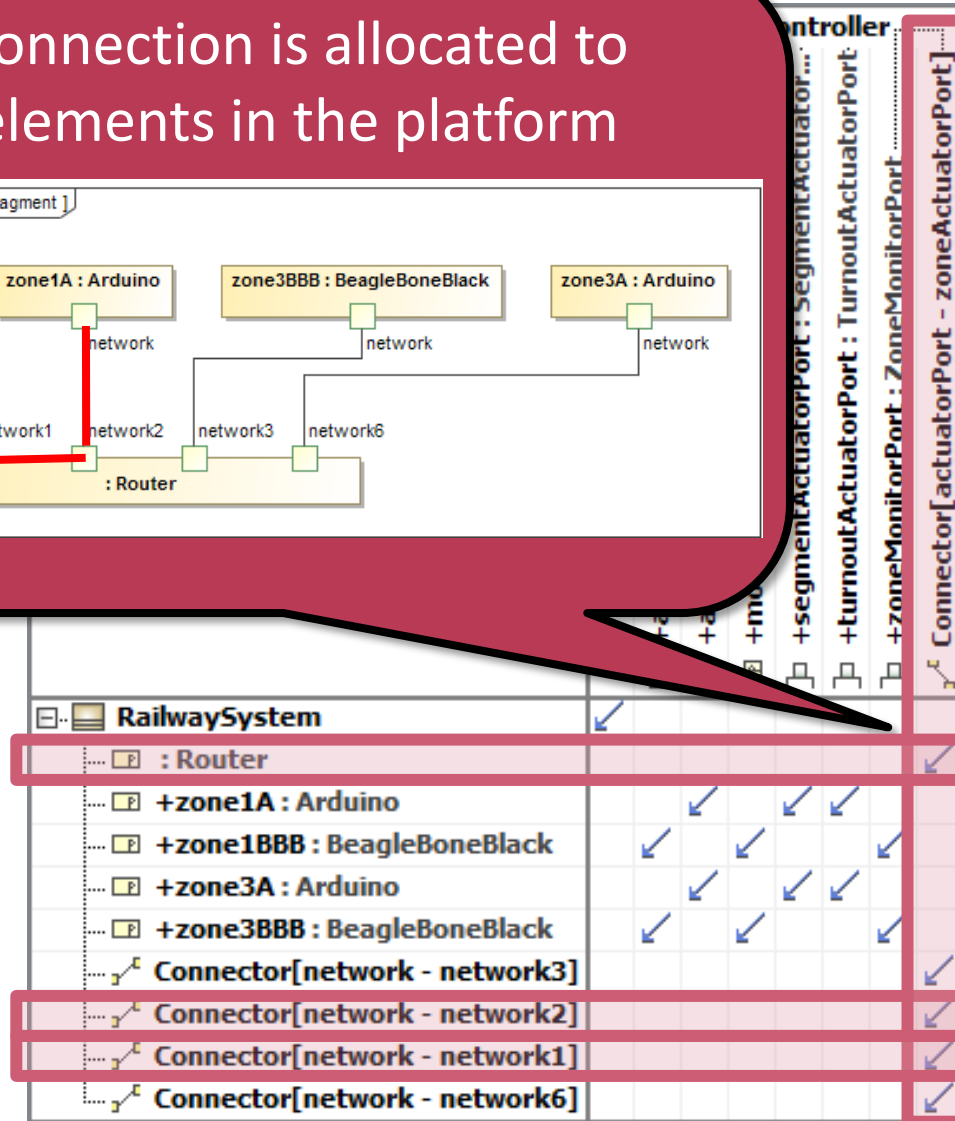 onnection is allocated to
elements in the platform
agment ]
zone1A : Arduino
zone3BBB : BeagleBoneBlack
zone3A : Arduino
network
network
network
twork1
network2
network3
network6
: Router
ntroller
+mo
+segmentActuatorPort : SegmentActuator...
+turnoutActuatorPort : TurnoutActuatorPort
+zoneMonitorPort : ZoneMonitorPort
Connector[actuatorPort - zoneActuatorPort]
RailwaySystem
: Router
+zone1A : Arduino
+zone1BBB : BeagleBoneBlack
+zone3A : Arduino
+zone3BBB : BeagleBoneBlack
Connector[network - network3]
Connector[network - network2]
Connector[network - network1]
Connector[network - network6]